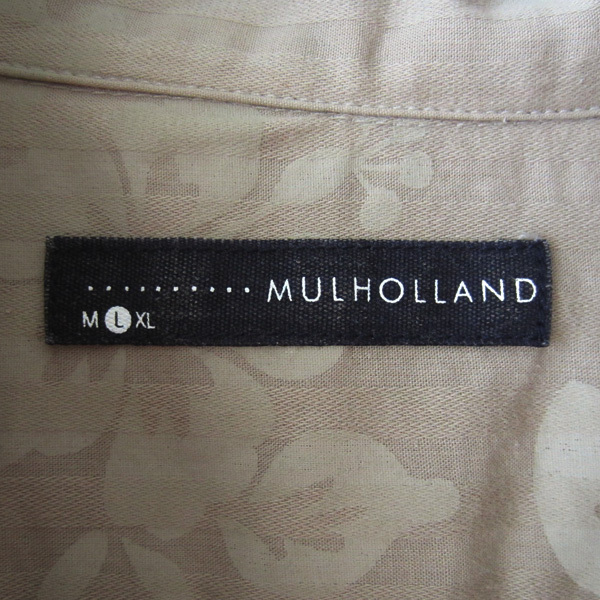 .......... MULHOLLAND
M L XL